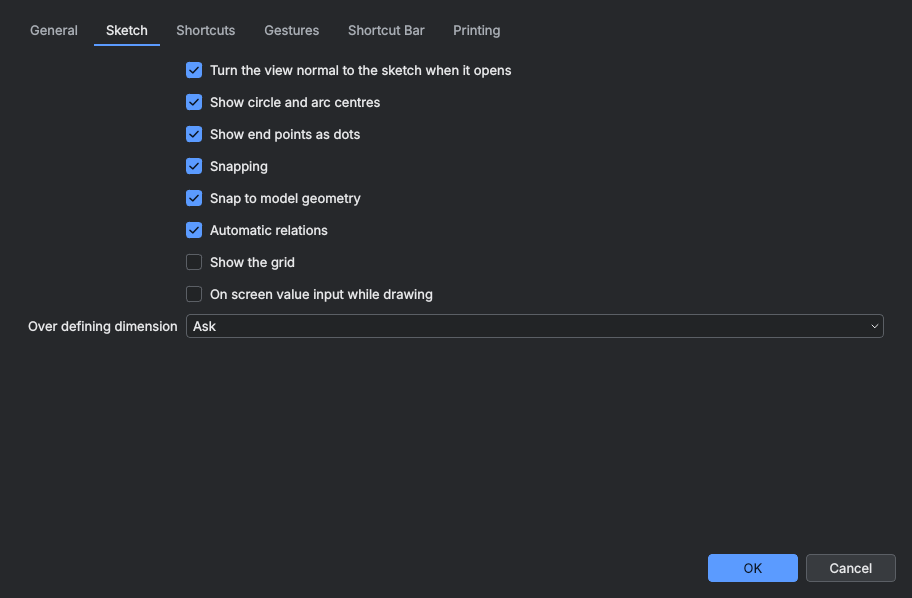 General Sketch Shortcuts Gestures Shortcut Bar Printing
Turn the view normal to the sketch when it opens
Show circle and arc centres
Show end points as dots
Snapping
Snap to model geometry
Automatic relations
Show the grid
On screen value input while drawing
Over defining dimension Ask
OK Cancel